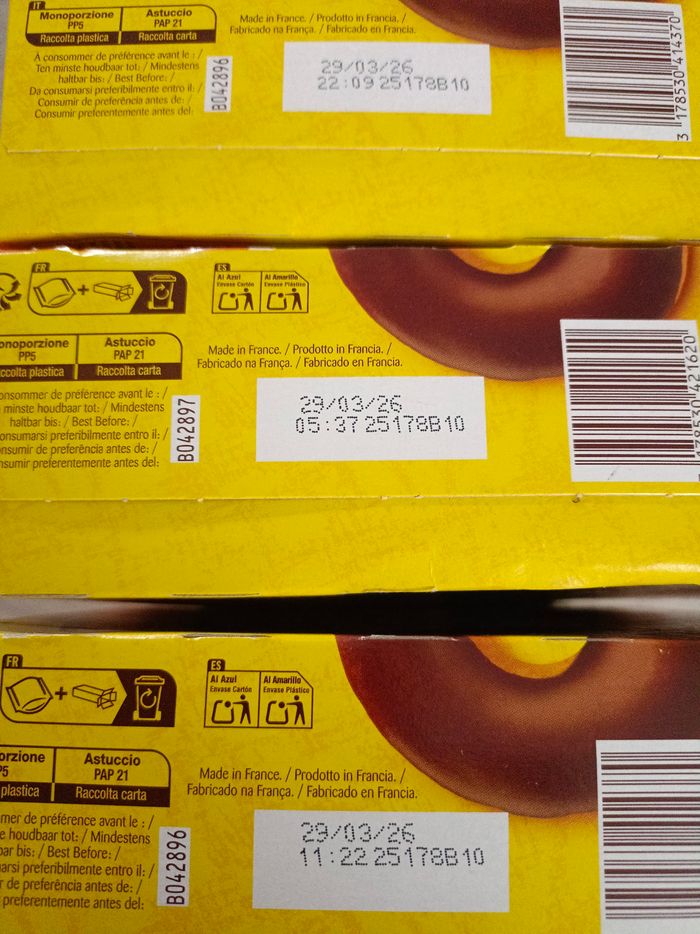 IT
Monoporzione
PP5
Raccolta plastica
Astuccio
PAP 21
Raccolta carta
Made in France. / Prodotto in Francia. /
Fabricado na França. / Fabricado en Francia.
À consommer de préférence avant le : /
Ten minste houdbaar tot: / Mindestens
haltbar bis: / Best Before: /
Da consumarsi preferibilmente entro il: /
Consumir de preferência antes de: /
Consumir preferentemente antes del:
B042896
29/03/26
22:09 25178B10
3 178530 414370
FR
ES
Al Azul
Envase Cartón
Al Amarillo
Envase Plástico
onoporzione
PP5
ccolta plastica
Astuccio
PAP 21
Raccolta carta
Made in France. / Prodotto in Francia. /
Fabricado na França. / Fabricado en Francia.
onsommer de préférence avant le : /
minste houdbaar tot: / Mindestens
haltbar bis: / Best Before: /
onsumarsi preferibilmente entro il: /
nsumir de preferência antes de: /
nsumir preferentemente antes del:
B042897
29/03/26
05:37 25178B10
178530 421620
FR
ES
Al Azul
Envase Cartón
Al Amarillo
Envase Plástico
orzione
P5
plastica
Astuccio
PAP 21
Raccolta carta
Made in France. / Prodotto in Francia. /
Fabricado na França. / Fabricado en Francia.
mer de préférence avant le : /
e houdbaar tot: / Mindestens
bar bis: / Best Before: /
arsi preferibilmente entro il: /
r de preferência antes de: /
preferentemente antes del:
B042896
29/03/26
11:22 25178B10